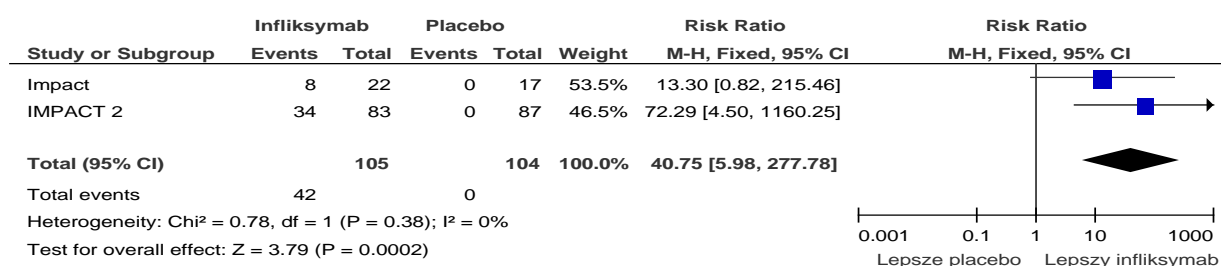 Infliksymab Placebo Risk Ratio Risk Ratio
Study or Subgroup Events Total Events Total Weight M-H, Fixed, 95% CI M-H, Fixed, 95% CI
Impact 8 22 0 17 53.5% 13.30 [0.82, 215.46]
IMPACT 2 34 83 0 87 46.5% 72.29 [4.50, 1160.25]
Total (95% CI) 105 104 100.0% 40.75 [5.98, 277.78]
Total events 42 0
Heterogeneity: Chi² = 0.78, df = 1 (P = 0.38); I² = 0%
Test for overall effect: Z = 3.79 (P = 0.0002)
0.001 0.1 1 10 1000
Lepsze placebo Lepszy infliksymab